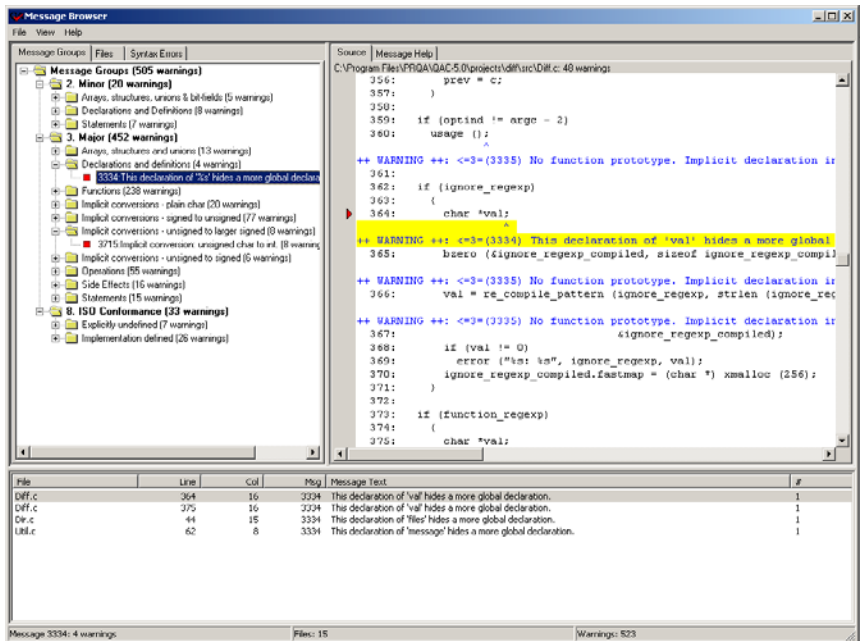 Message Browser
File View Help
Message Groups Files Syntax Errors
Message Groups (505 warnings)
2. Minor (20 warnings)
Arrays, structures, unions & bit-fields (5 warnings)
Declarations and Definitions (8 warnings)
Statements (7 warnings)
3. Major (452 warnings)
Arrays, structures and unions (13 warnings)
Declarations and definitions (4 warnings)
3334:This declaration of '%s' hides a more global declara
Functions (238 warnings)
Implicit conversions - plain char (20 warnings)
Implicit conversions - signed to unsigned (77 warnings)
Implicit conversions - unsigned to larger signed (8 warnings)
3715:Implicit conversion: unsigned char to int. (8 warning
Implicit conversions - unsigned to signed (6 warnings)
Operations (55 warnings)
Side Effects (16 warnings)
Statements (15 warnings)
8. ISO Conformance (33 warnings)
Explicitly undefined (7 warnings)
Implementation defined (26 warnings)
Source Message Help
C:\Program Files\PRQA\QAC-5.0\projects\diff\src\Diff.c: 48 warnings
356: prev = c;
357: }
358:
359: if (optind != argc - 2)
360: usage ();
^
++ WARNING ++: <=3=(3335) No function prototype. Implicit declaration in
361:
362: if (ignore_regexp)
363: {
364: char *val;
^
++ WARNING ++: <=3=(3334) This declaration of 'val' hides a more global
365: bzero (&ignore_regexp_compiled, sizeof ignore_regexp_compil
++ WARNING ++: <=3=(3335) No function prototype. Implicit declaration in
366: val = re_compile_pattern (ignore_regexp, strlen (ignore_reg
++ WARNING ++: <=3=(3335) No function prototype. Implicit declaration in
367: &ignore_regexp_compiled);
368: if (val != 0)
369: error ("%s: %s", ignore_regexp, val);
370: ignore_regexp_compiled.fastmap = (char *) xmalloc (256);
371: }
372:
373: if (function_regexp)
374: {
375: char *val;
File Line Col Msg Message Text #
Diff.c 364 16 3334 This declaration of 'val' hides a more global declaration. 1
Diff.c 375 16 3334 This declaration of 'val' hides a more global declaration. 1
Dir.c 44 15 3334 This declaration of 'files' hides a more global declaration. 1
Util.c 62 8 3334 This declaration of 'message' hides a more global declaration. 1
Message 3334: 4 warnings Files: 15 Warnings: 523